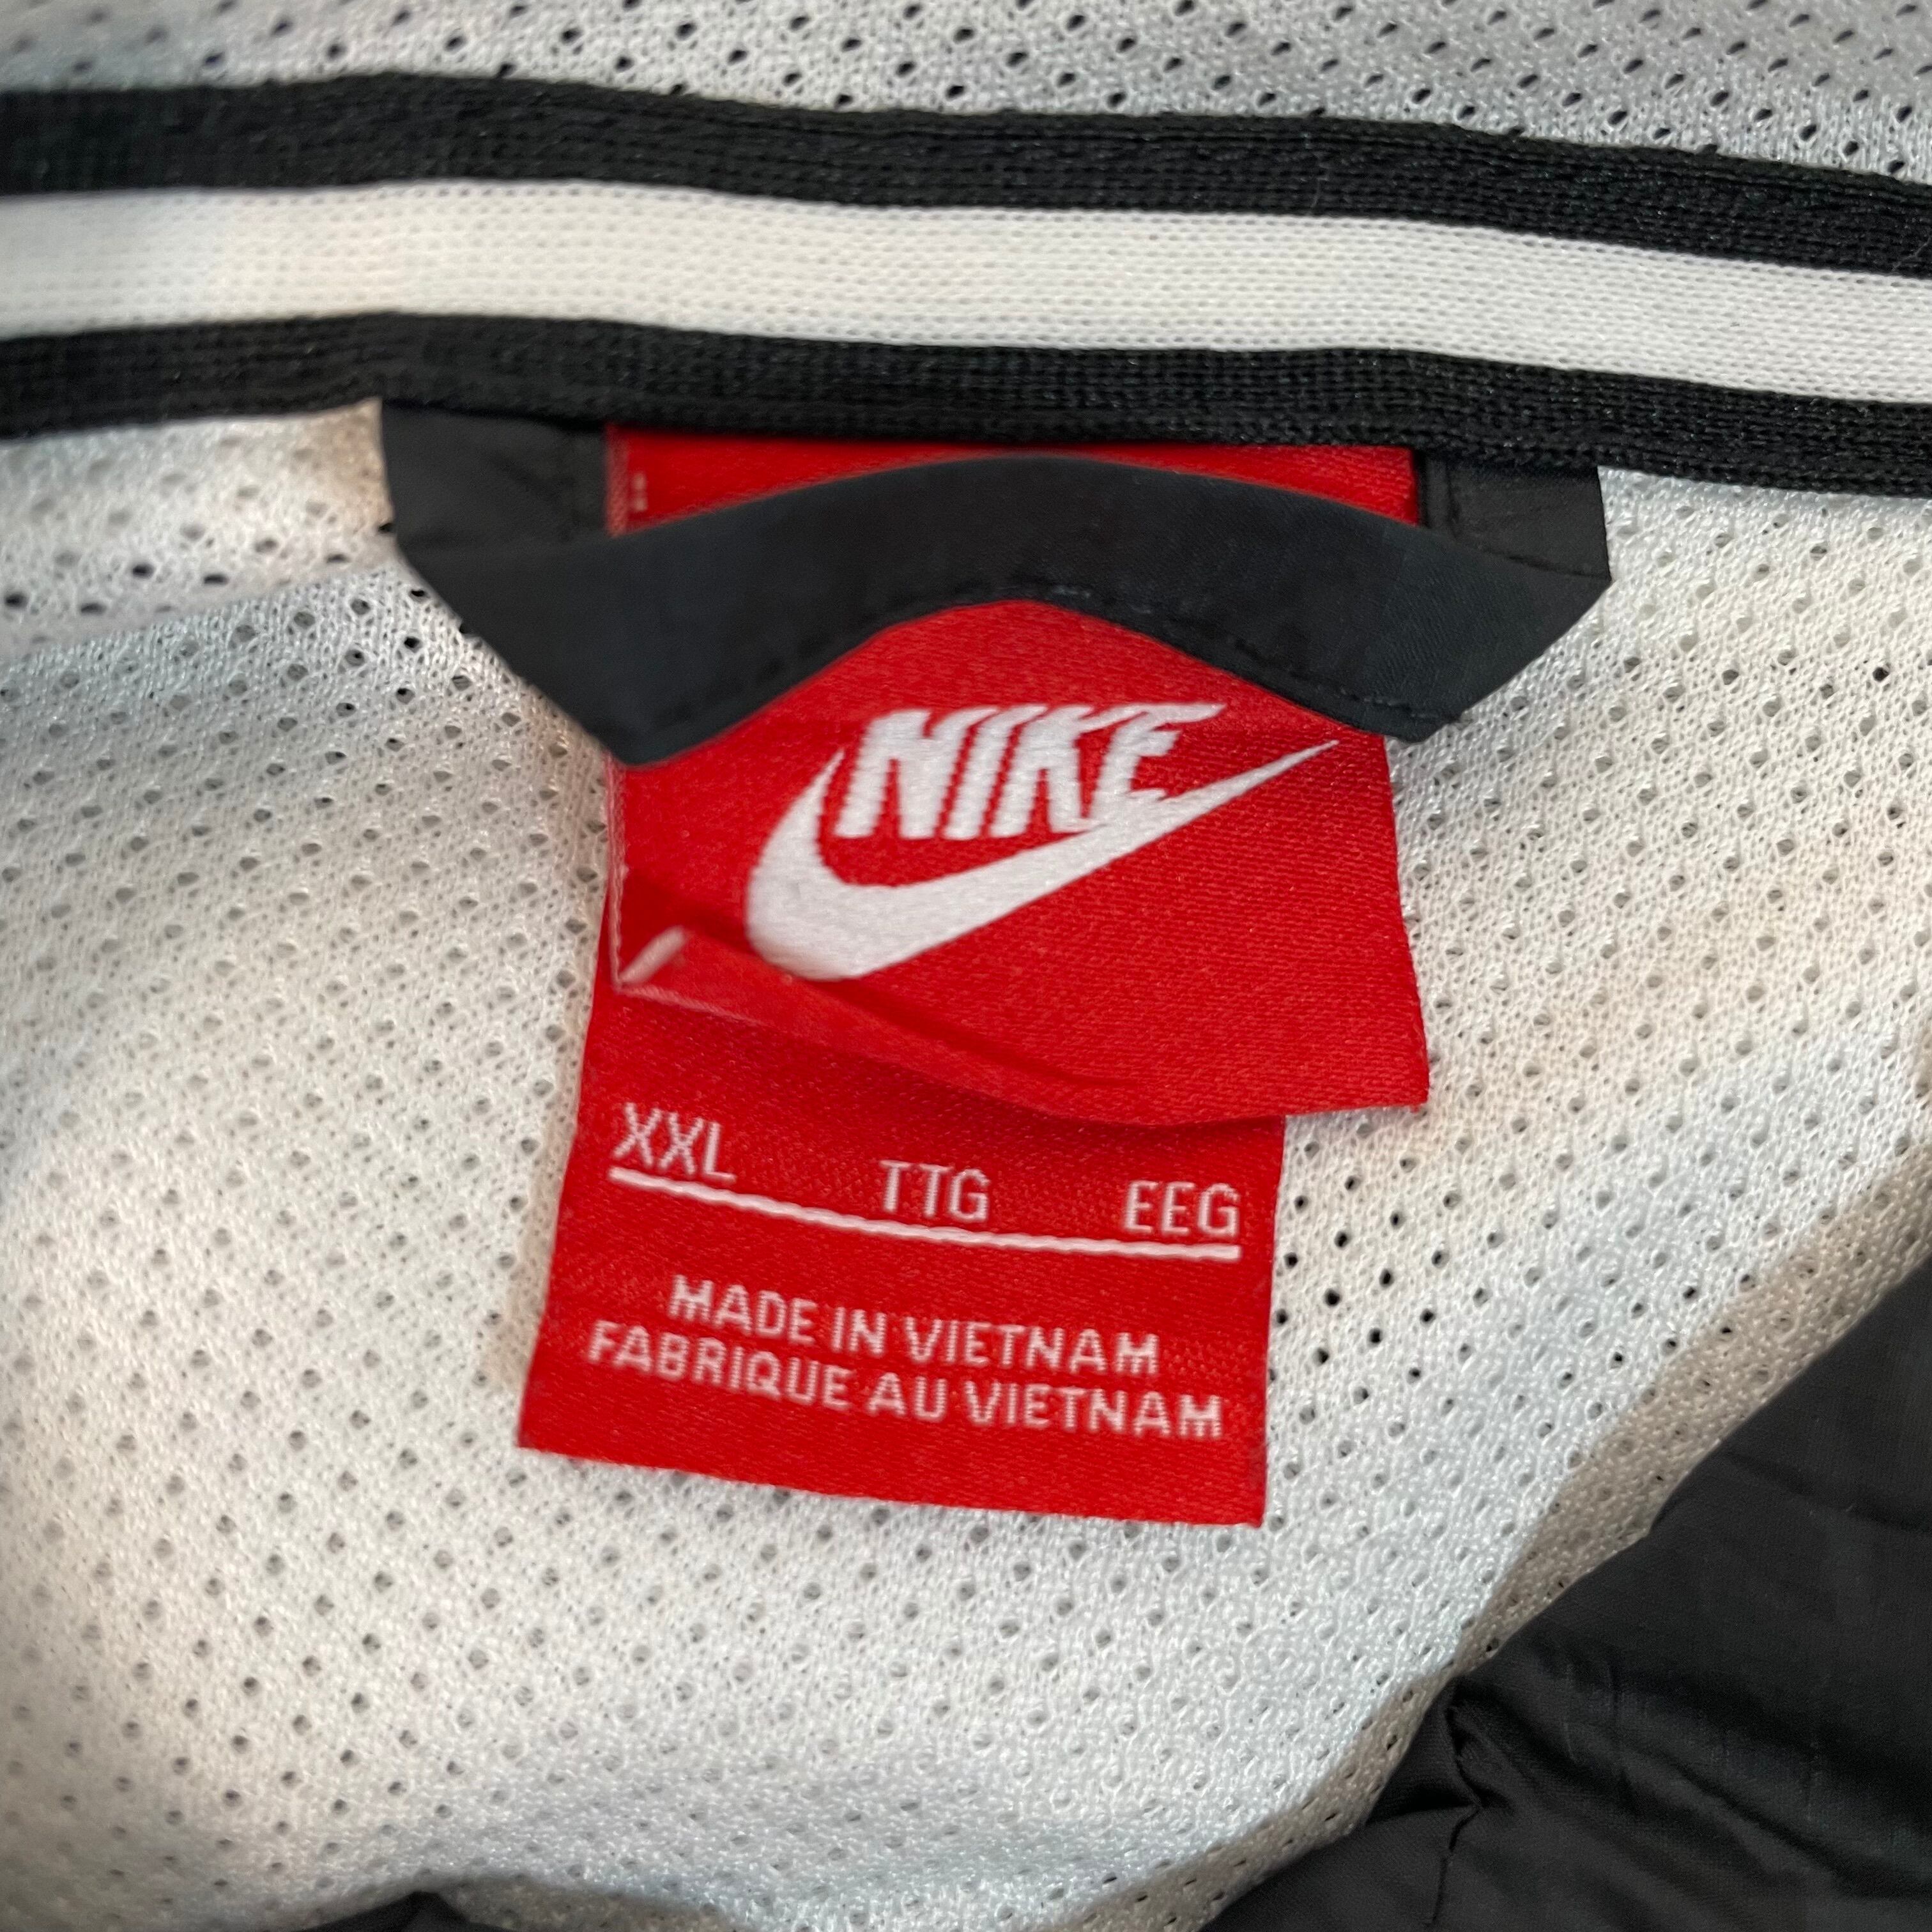 NIKE
XXL TTG EEG
MADE IN VIETNAM
FABRIQUE AU VIETNAM